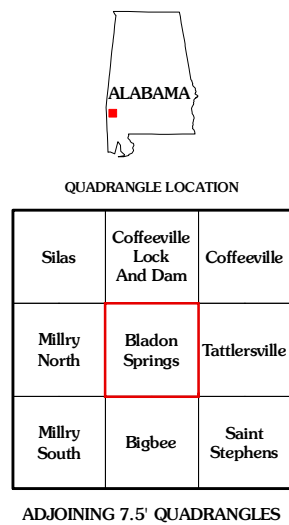 ALABAMA
QUADRANGLE LOCATION
Silas
Coffeeville
Lock
And Dam
Coffeeville
Millry
North
Bladon
Springs
Tattlersville
Millry
South
Bigbee
Saint
Stephens
ADJOINING 7.5' QUADRANGLES